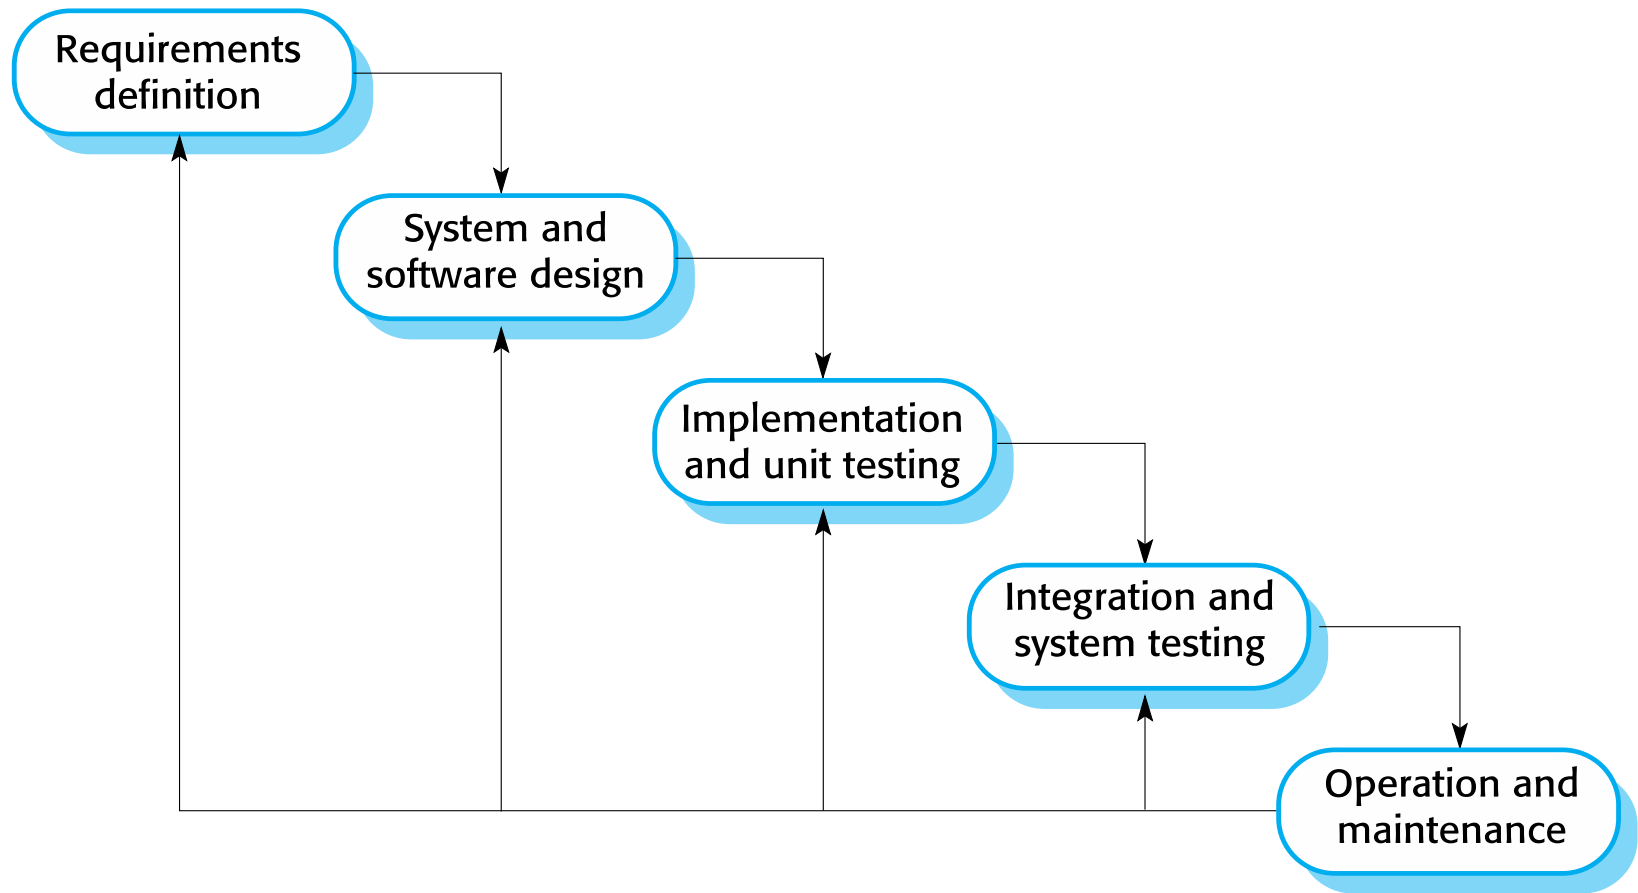 Requirements
definition
System and
software design
Implementation
and unit testing
Integration and
system testing
Operation and
maintenance